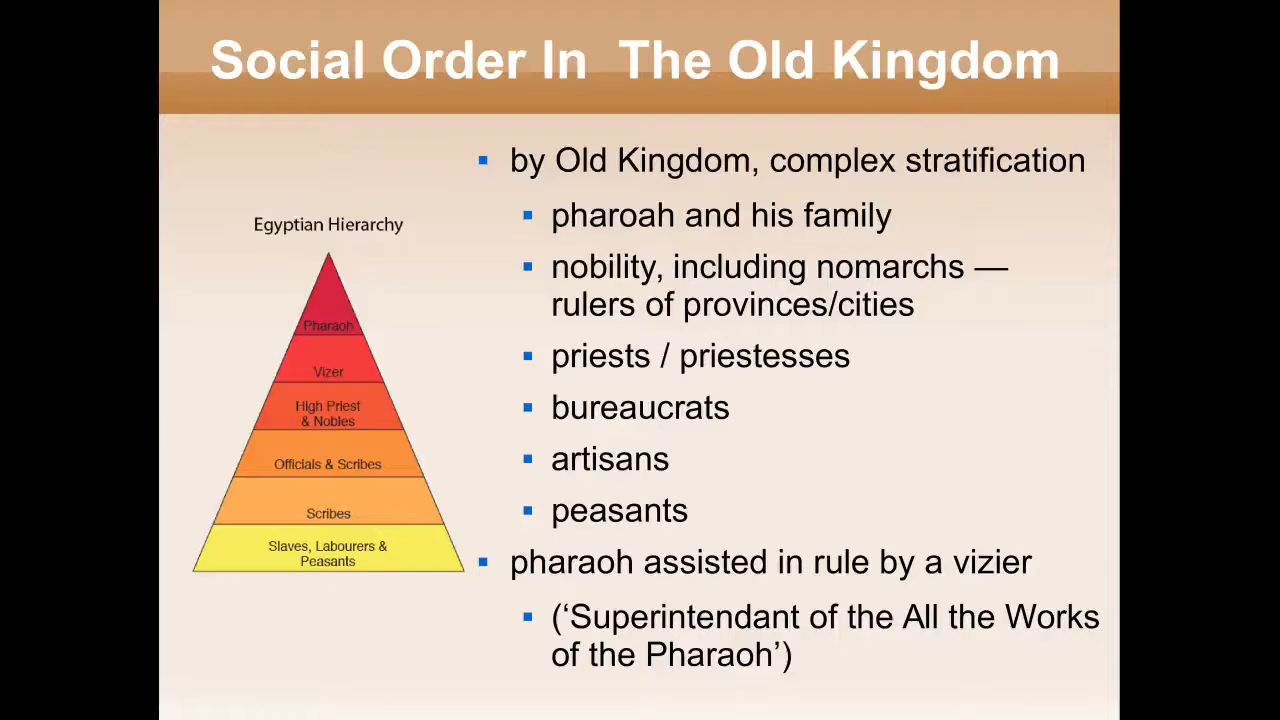 Social Order In The Old Kingdom
Egyptian Hierarchy
Pharaoh
Vizer
High Priest
& Nobles
Officials & Scribes
Scribes
Slaves, Labourers &
Peasants
by Old Kingdom, complex stratification
pharoah and his family
nobility, including nomarchs —
rulers of provinces/cities
priests / priestesses
bureaucrats
artisans
peasants
pharaoh assisted in rule by a vizier
(‘Superintendant of the All the Works
of the Pharaoh’)